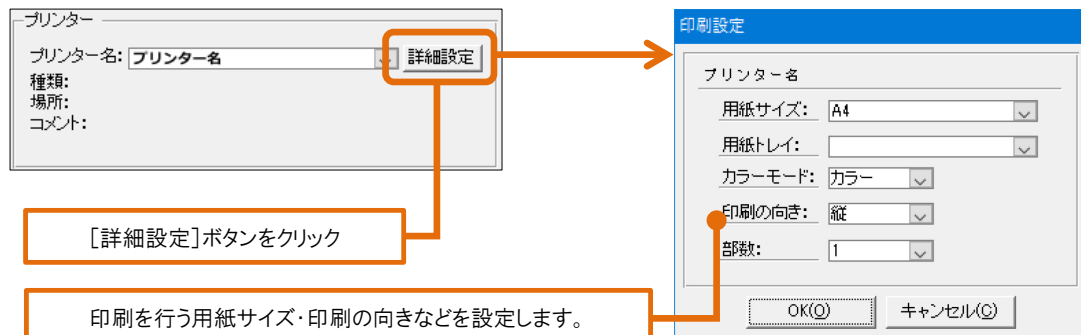 プリンター
プリンター名: プリンター名 詳細設定
種類:
場所:
コメント:
[詳細設定]ボタンをクリック
印刷を行う用紙サイズ・印刷の向きなどを設定します。
印刷設定
プリンター名
用紙サイズ: A4
用紙トレイ:
カラーモード: カラー
印刷の向き: 縦
部数: 1
OK(O) キャンセル(C)